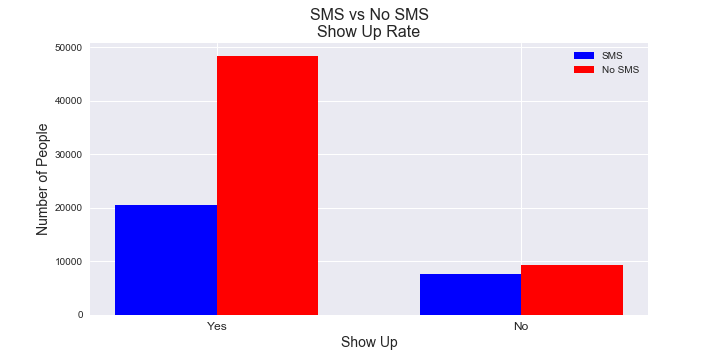 SMS vs No SMS
Show Up Rate
50000
40000
30000
20000
10000
0
Number of People
SMS
No SMS
Yes
No
Show Up